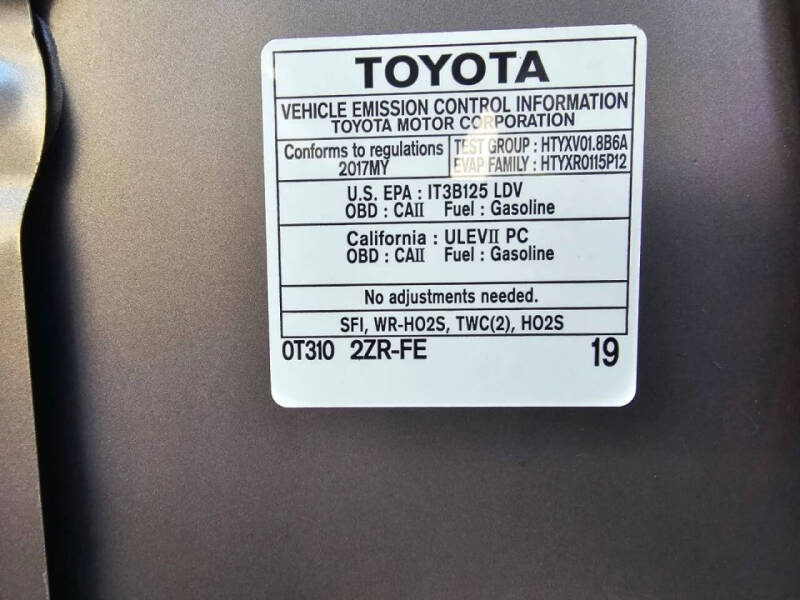 TOYOTA
VEHICLE EMISSION CONTROL INFORMATION
TOYOTA MOTOR CORPORATION
Conforms to regulations
2017MY
TEST GROUP : HTYXV01.8B6A
EVAP FAMILY : HTYXR0115P12
U.S. EPA : IT3B125 LDV
OBD : CAII Fuel : Gasoline
California : ULEVII PC
OBD : CAII Fuel : Gasoline
No adjustments needed.
SFI, WR-HO2S, TWC(2), HO2S
0T310 2ZR-FE 19